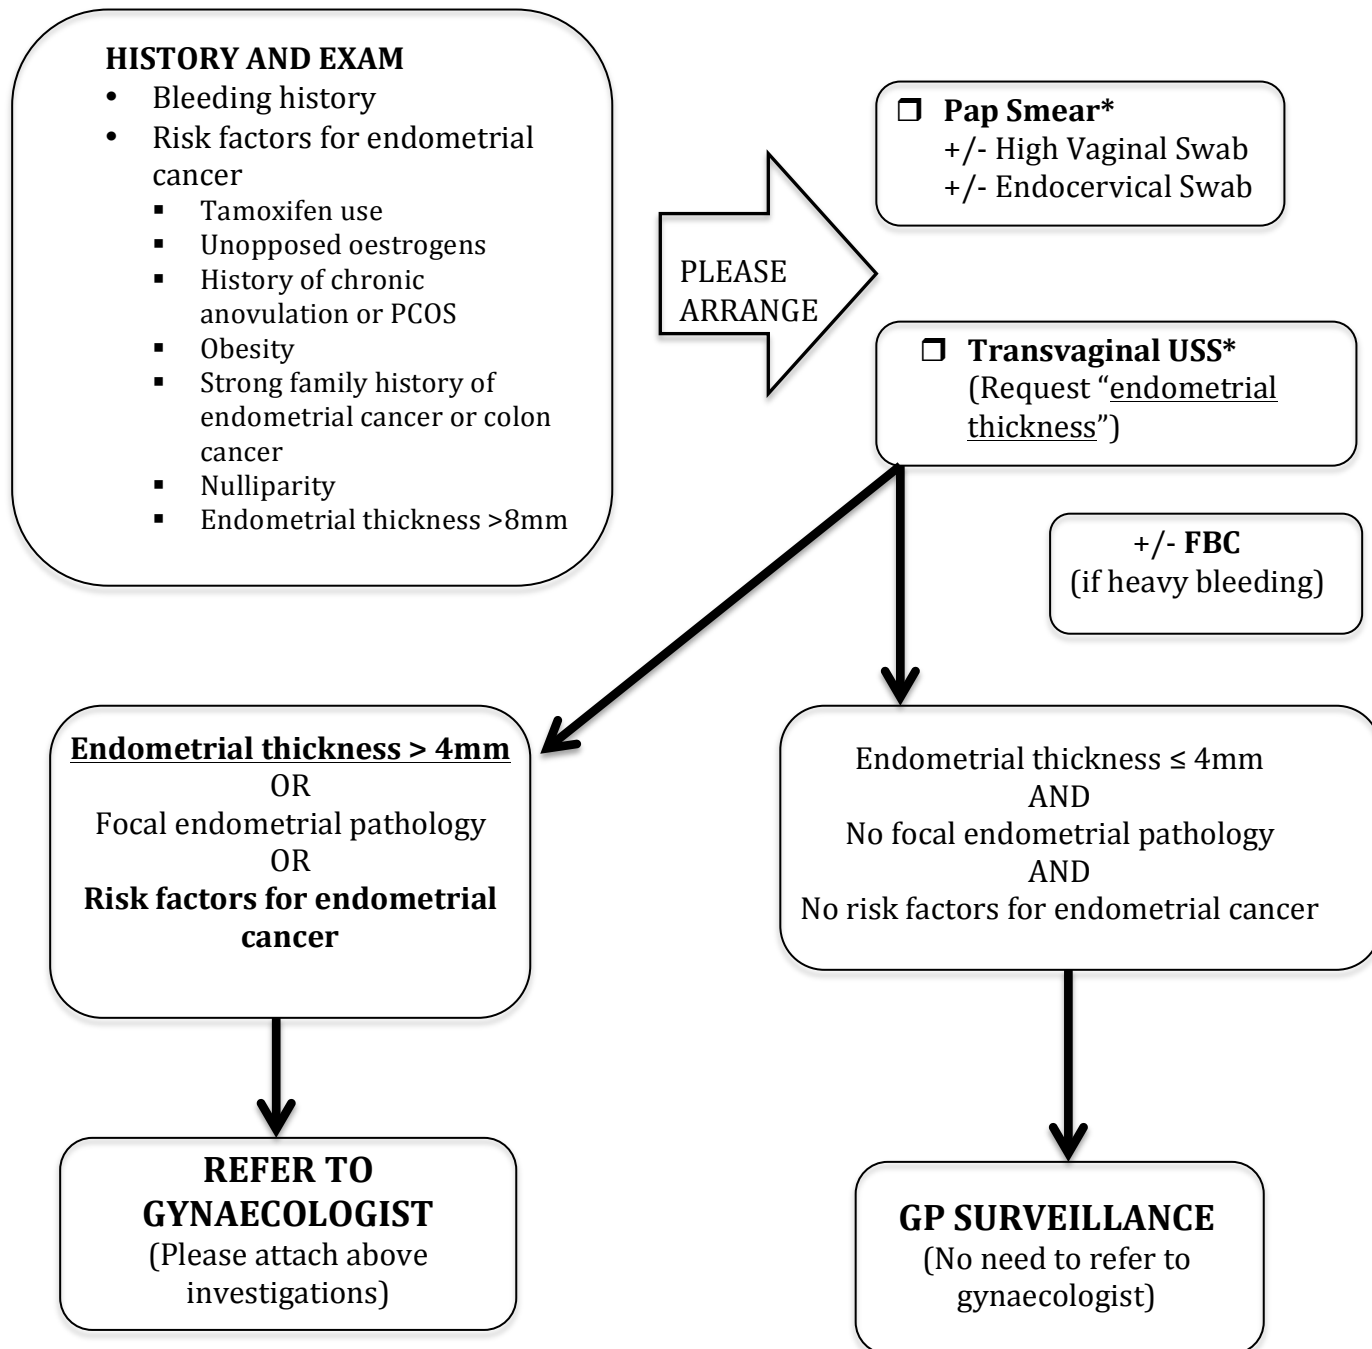 HISTORY AND EXAM
• Bleeding history
• Risk factors for endometrial
cancer
▪ Tamoxifen use
▪ Unopposed oestrogens
▪ History of chronic
anovulation or PCOS
▪ Obesity
▪ Strong family history of
endometrial cancer or colon
cancer
▪ Nulliparity
▪ Endometrial thickness >8mm
PLEASE
ARRANGE
❒ Pap Smear*
+/- High Vaginal Swab
+/- Endocervical Swab
❒ Transvaginal USS*
(Request “endometrial
thickness”)
+/- FBC
(if heavy bleeding)
Endometrial thickness > 4mm
OR
Focal endometrial pathology
OR
Risk factors for endometrial
cancer
Endometrial thickness ≤ 4mm
AND
No focal endometrial pathology
AND
No risk factors for endometrial cancer
REFER TO
GYNAECOLOGIST
(Please attach above
investigations)
GP SURVEILLANCE
(No need to refer to
gynaecologist)